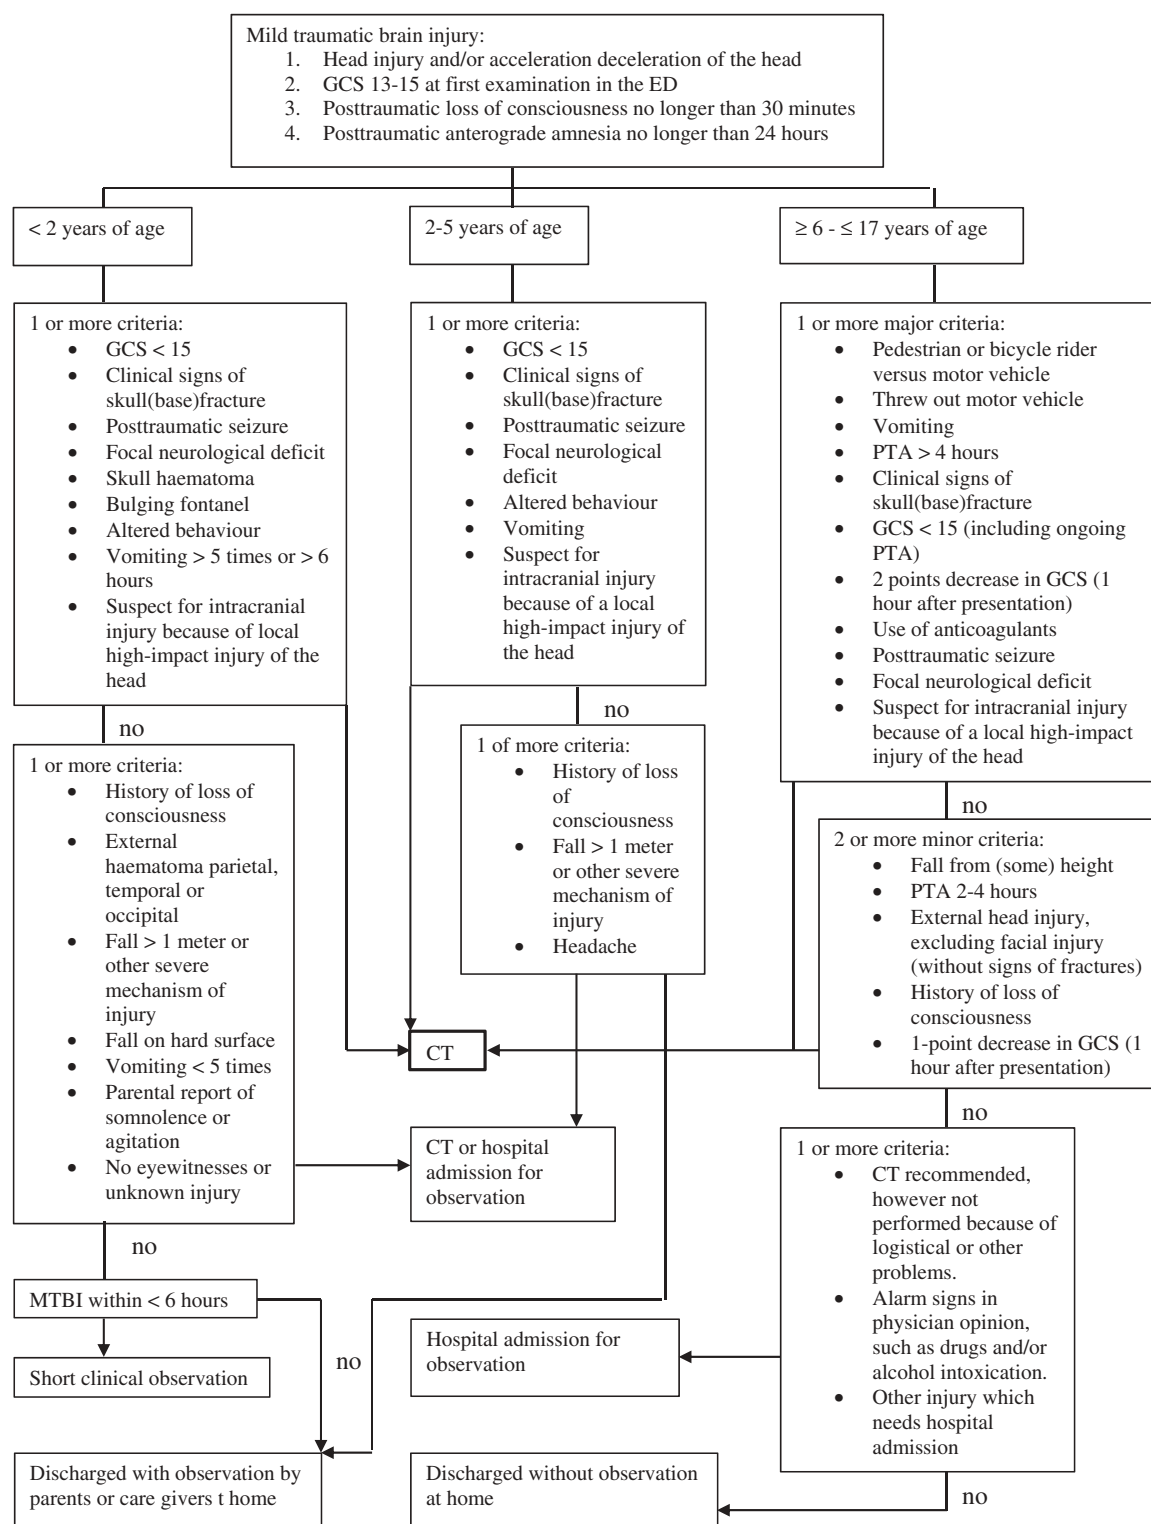 Mild traumatic brain injury:
1. Head injury and/or acceleration deceleration of the head
2. GCS 13-15 at first examination in the ED
3. Posttraumatic loss of consciousness no longer than 30 minutes
4. Posttraumatic anterograde amnesia no longer than 24 hours
< 2 years of age
2-5 years of age
≥ 6 - ≤ 17 years of age
1 or more criteria:
• GCS < 15
• Clinical signs of
skull(base)fracture
• Posttraumatic seizure
• Focal neurological deficit
• Skull haematoma
• Bulging fontanel
• Altered behaviour
• Vomiting > 5 times or > 6
hours
• Suspect for intracranial
injury because of local
high-impact injury of the
head
1 or more criteria:
• GCS < 15
• Clinical signs of
skull(base)fracture
• Posttraumatic seizure
• Focal neurological
deficit
• Altered behaviour
• Vomiting
• Suspect for
intracranial injury
because of a local
high-impact injury of
the head
1 or more major criteria:
• Pedestrian or bicycle rider
versus motor vehicle
• Threw out motor vehicle
• Vomiting
• PTA > 4 hours
• Clinical signs of
skull(base)fracture
• GCS < 15 (including ongoing
PTA)
• 2 points decrease in GCS (1
hour after presentation)
• Use of anticoagulants
• Posttraumatic seizure
• Focal neurological deficit
• Suspect for intracranial injury
because of a local high-impact
injury of the head
no
no
no
1 or more criteria:
• History of loss of
consciousness
• External
haematoma parietal,
temporal or
occipital
• Fall > 1 meter or
other severe
mechanism of
injury
• Fall on hard surface
• Vomiting < 5 times
• Parental report of
somnolence or
agitation
• No eyewitnesses or
unknown injury
1 of more criteria:
• History of loss
of
consciousness
• Fall > 1 meter
or other severe
mechanism of
injury
• Headache
2 or more minor criteria:
• Fall from (some) height
• PTA 2-4 hours
• External head injury,
excluding facial injury
(without signs of fractures)
• History of loss of
consciousness
• 1-point decrease in GCS (1
hour after presentation)
CT
no
CT or hospital
admission for
observation
1 or more criteria:
• CT recommended,
however not
performed because of
logistical or other
problems.
• Alarm signs in
physician opinion,
such as drugs and/or
alcohol intoxication.
• Other injury which
needs hospital
admission
no
MTBI within < 6 hours
Short clinical observation
no
Hospital admission for
observation
Discharged with observation by
parents or care givers t home
Discharged without observation
at home
no